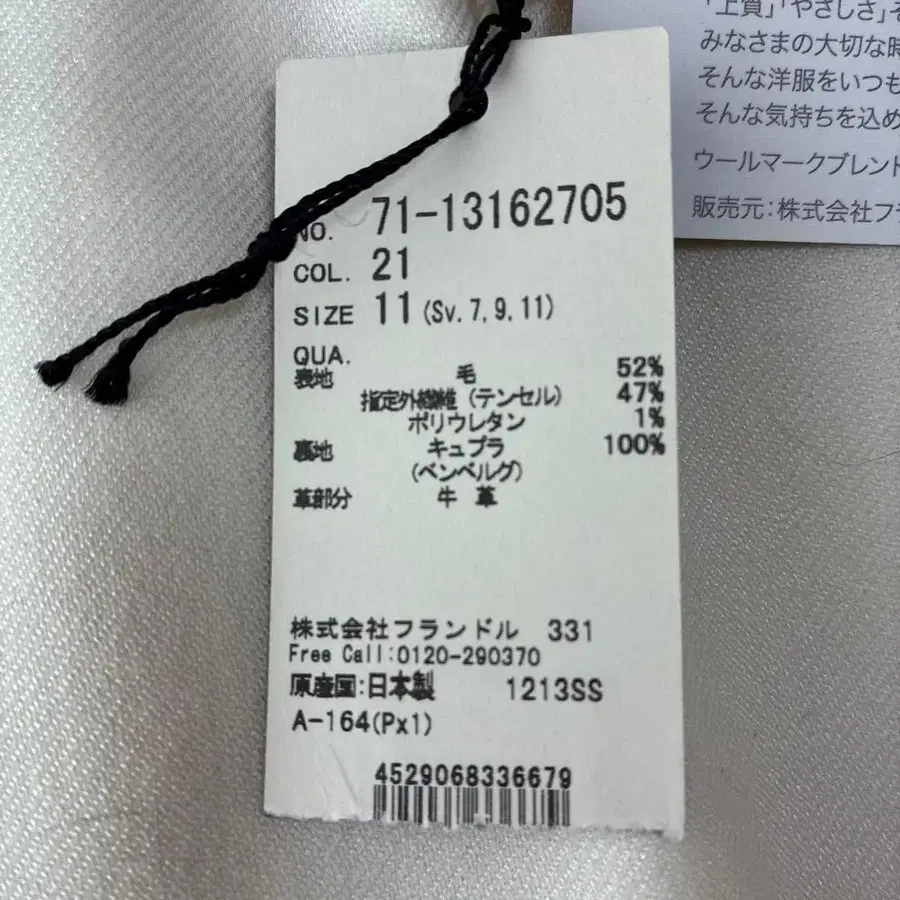 NO. 71-13162705
COL. 21
SIZE 11 (Sv. 7, 9, 11)
QUA.
表地 毛 52%
指定外繊維 (テンセル) 47%
ポリウレタン 1%
裏地 キュプラ 100%
(ベンベルグ)
革部分 牛 革
株式会社フランドル 331
Free Call:0120-290370
原産国:日本製 1213SS
A-164(Px1)
4529068336679
「上質」「やさしさ」そ
みなさまの大切な時
そんな洋服をいつも
そんな気持ちを込め
ウールマークブレンド
販売元:株式会社フラ